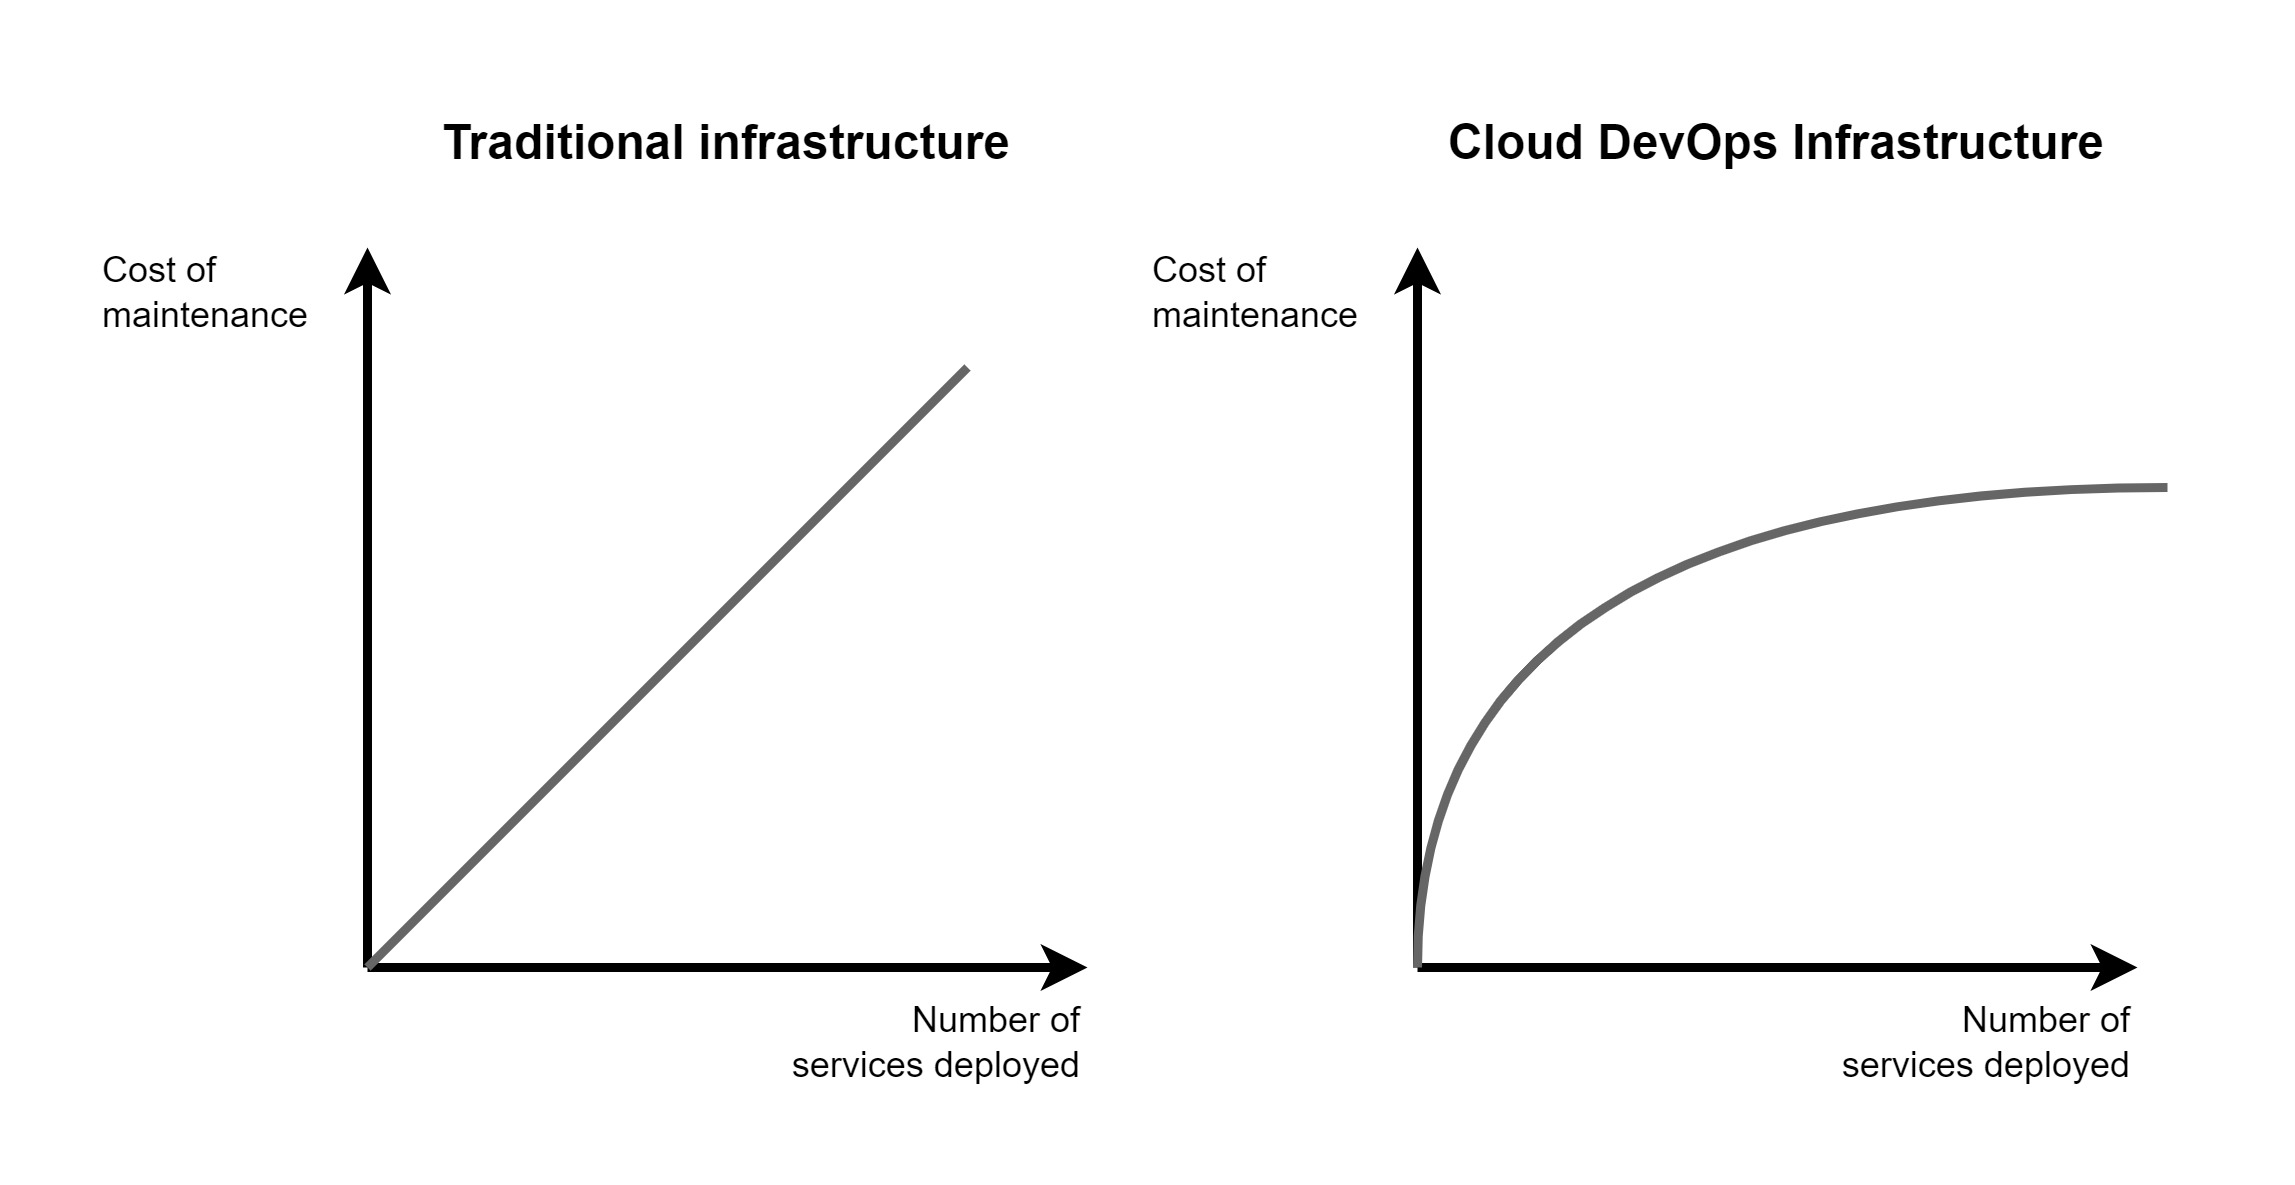 Traditional infrastructure
Cost of
maintenance
Number of
services deployed
Cloud DevOps Infrastructure
Cost of
maintenance
Number of
services deployed